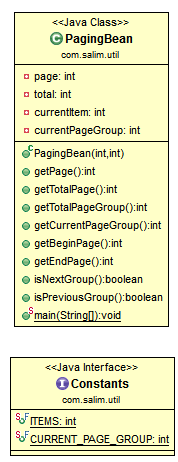 <<Java Class>>
C PagingBean
com.salim.util
page: int
total: int
currentItem: int
currentPageGroup: int
C PagingBean(int,int)
getPage():int
getTotalPage():int
getTotalPageGroup():int
getCurrentPageGroup():int
getBeginPage():int
getEndPage():int
isNextGroup():boolean
isPreviousGroup():boolean
S main(String[]):void
<<Java Interface>>
I Constants
com.salim.util
S F ITEMS: int
S F CURRENT_PAGE_GROUP: int